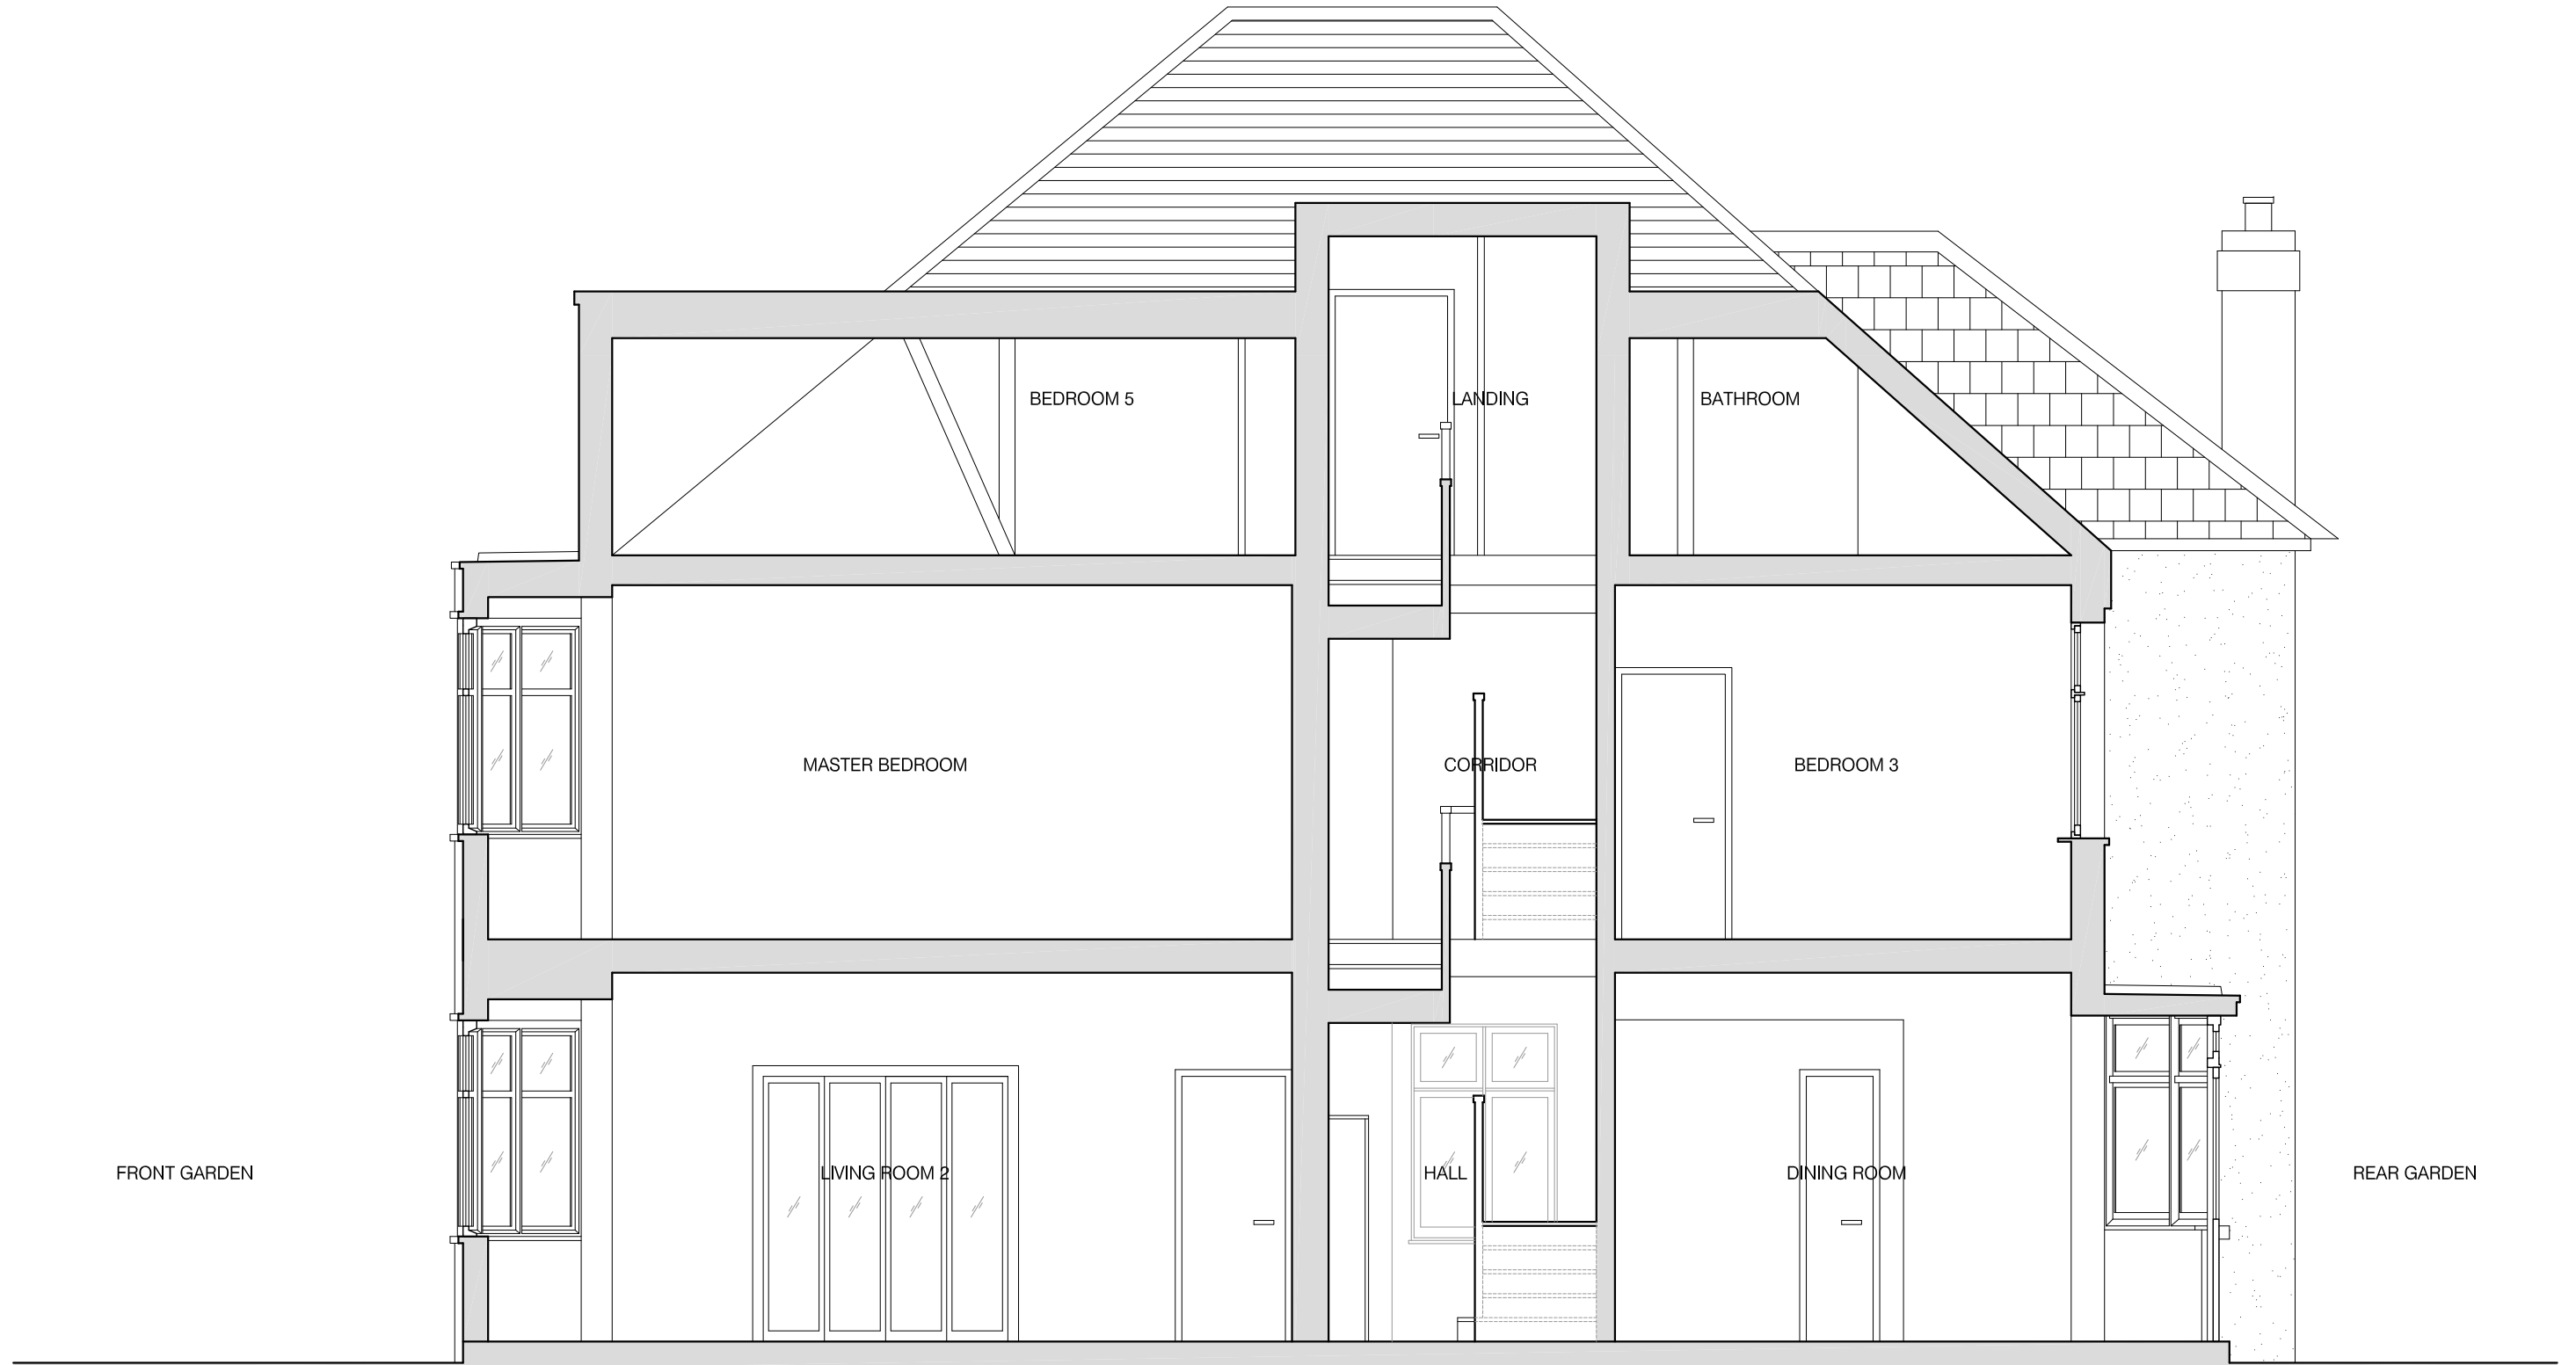 BEDROOM 5
LANDING
BATHROOM
MASTER BEDROOM
CORRIDOR
BEDROOM 3
FRONT GARDEN
LIVING ROOM 2
HALL
DINING ROOM
REAR GARDEN